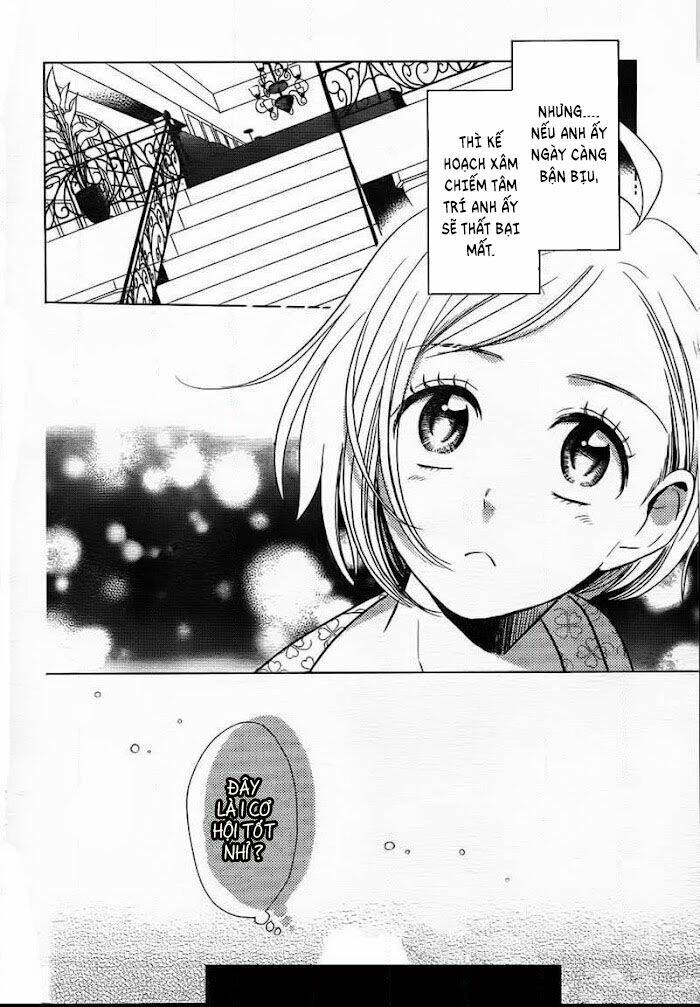 NHƯNG....
NẾU ANH ẤY
NGÀY CÀNG
BẬN BỊU,
THÌ KẾ
HOẠCH XÂM
CHIẾM TÂM
TRÍ ANH ẤY
SẼ THẤT BẠI
MẤT.
ĐÂY
LÀ 1 CƠ
HỘI TỐT
NHỈ ?